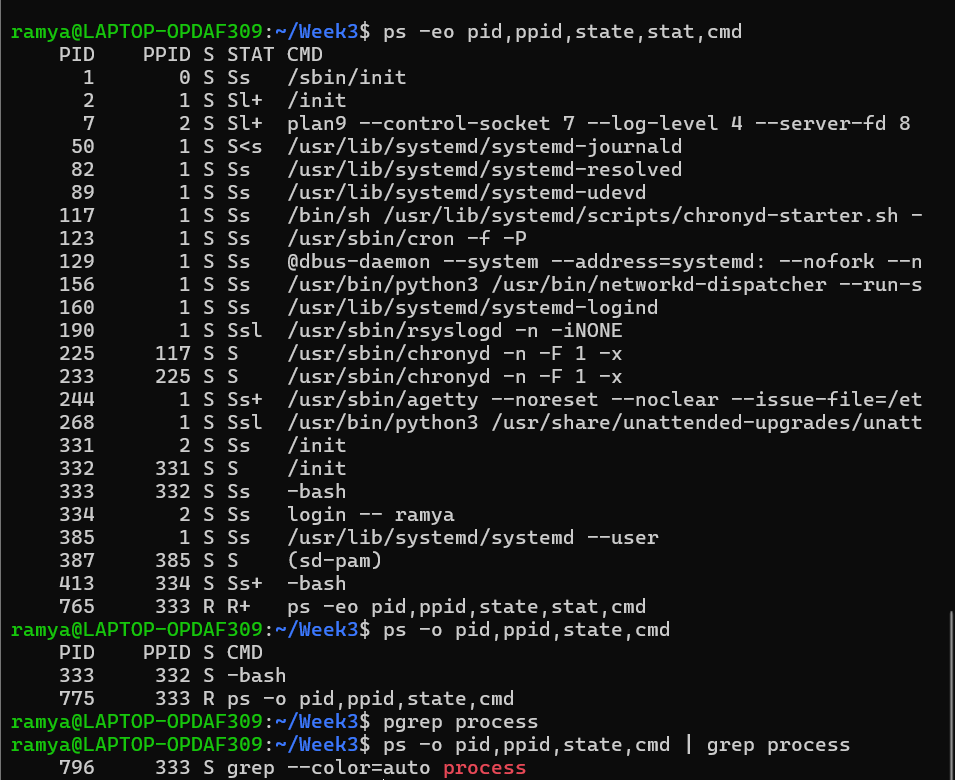 ramya@LAPTOP-OPDAF309:~/Week3$ ps -eo pid,ppid,state,stat,cmd
    PID    PPID S STAT CMD
      1       0 S Ss   /sbin/init
      2       1 S Sl+  /init
      7       2 S Sl+  plan9 --control-socket 7 --log-level 4 --server-fd 8
     50       1 S S<s  /usr/lib/systemd/systemd-journald
     82       1 S Ss   /usr/lib/systemd/systemd-resolved
     89       1 S Ss   /usr/lib/systemd/systemd-udevd
    117       1 S Ss   /bin/sh /usr/lib/systemd/scripts/chronyd-starter.sh -
    123       1 S Ss   /usr/sbin/cron -f -P
    129       1 S Ss   @dbus-daemon --system --address=systemd: --nofork --n
    156       1 S Ss   /usr/bin/python3 /usr/bin/networkd-dispatcher --run-s
    160       1 S Ss   /usr/lib/systemd/systemd-logind
    190       1 S Ssl  /usr/sbin/rsyslogd -n -iNONE
    225     117 S S    /usr/sbin/chronyd -n -F 1 -x
    233     225 S S    /usr/sbin/chronyd -n -F 1 -x
    244       1 S Ss+  /usr/sbin/agetty --noreset --noclear --issue-file=/et
    268       1 S Ssl  /usr/bin/python3 /usr/share/unattended-upgrades/unatt
    331       2 S Ss   /init
    332     331 S S    /init
    333     332 S Ss   -bash
    334       2 S Ss   login -- ramya
    385       1 S Ss   /usr/lib/systemd/systemd --user
    387     385 S S    (sd-pam)
    413     334 S Ss+  -bash
    765     333 R R+   ps -eo pid,ppid,state,stat,cmd
ramya@LAPTOP-OPDAF309:~/Week3$ ps -o pid,ppid,state,cmd
    PID    PPID S CMD
    333     332 S -bash
    775     333 R ps -o pid,ppid,state,cmd
ramya@LAPTOP-OPDAF309:~/Week3$ pgrep process
ramya@LAPTOP-OPDAF309:~/Week3$ ps -o pid,ppid,state,cmd | grep process
    796     333 S grep --color=auto process